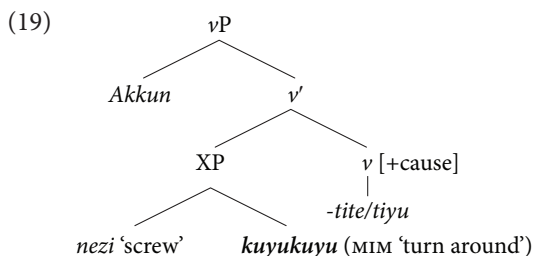 (19)
vP
Akkun v′
XP v [+cause]
-tite/tiyu
nezi ‘screw’ kuyukuyu (MIM ‘turn around’)